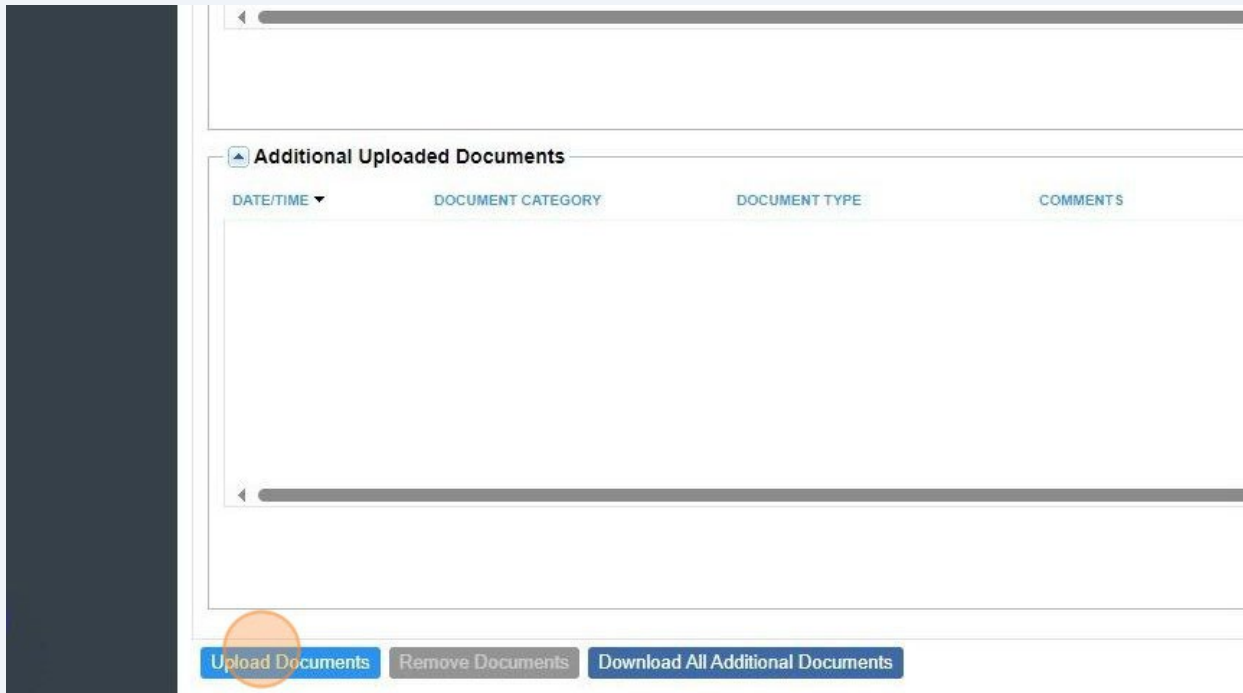 Additional Uploaded Documents
DATE/TIME DOCUMENT CATEGORY DOCUMENT TYPE COMMENTS
Upload Documents Remove Documents Download All Additional Documents